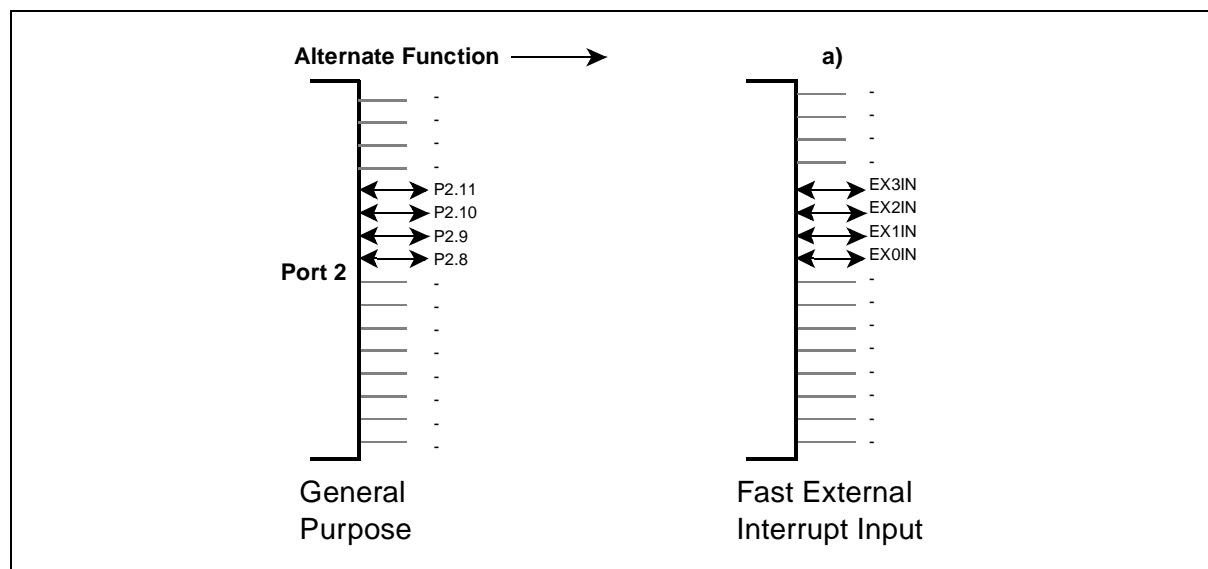 Alternate Function a)
-
-
-
-
P2.11
P2.10
P2.9
P2.8
Port 2
-
-
-
-
-
-
-
-
General
Purpose
-
-
-
-
EX3IN
EX2IN
EX1IN
EX0IN
-
-
-
-
-
-
-
-
Fast External
Interrupt Input